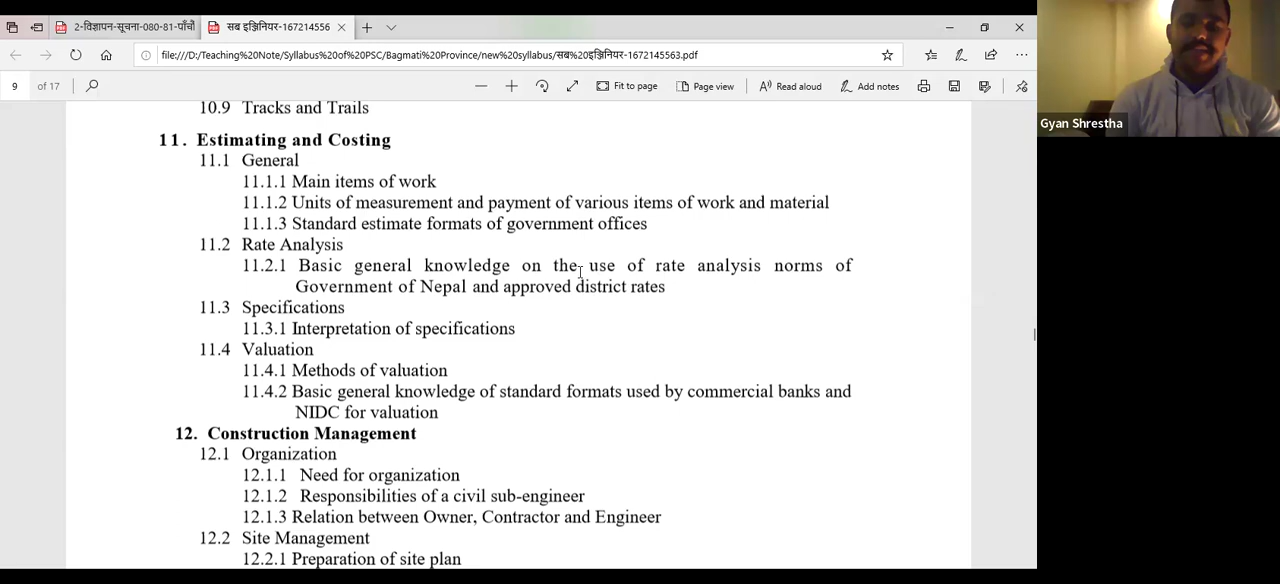 2-विज्ञापन-सूचना-080-81-पाँचौं
सब इञ्जिनियर-167214556
file:///D:/Teaching%20Note/Syllabus%20of%20PSC/Bagmati%20Province/new%20syllabus/सब%20इञ्जिनियर-1672145563.pdf
9 of 17
Fit to page
Page view
Read aloud
Add notes
Gyan Shrestha
10.9 Tracks and Trails
11. Estimating and Costing
11.1 General
11.1.1 Main items of work
11.1.2 Units of measurement and payment of various items of work and material
11.1.3 Standard estimate formats of government offices
11.2 Rate Analysis
11.2.1 Basic general knowledge on the use of rate analysis norms of
Government of Nepal and approved district rates
11.3 Specifications
11.3.1 Interpretation of specifications
11.4 Valuation
11.4.1 Methods of valuation
11.4.2 Basic general knowledge of standard formats used by commercial banks and
NIDC for valuation
12. Construction Management
12.1 Organization
12.1.1 Need for organization
12.1.2 Responsibilities of a civil sub-engineer
12.1.3 Relation between Owner, Contractor and Engineer
12.2 Site Management
12.2.1 Preparation of site plan